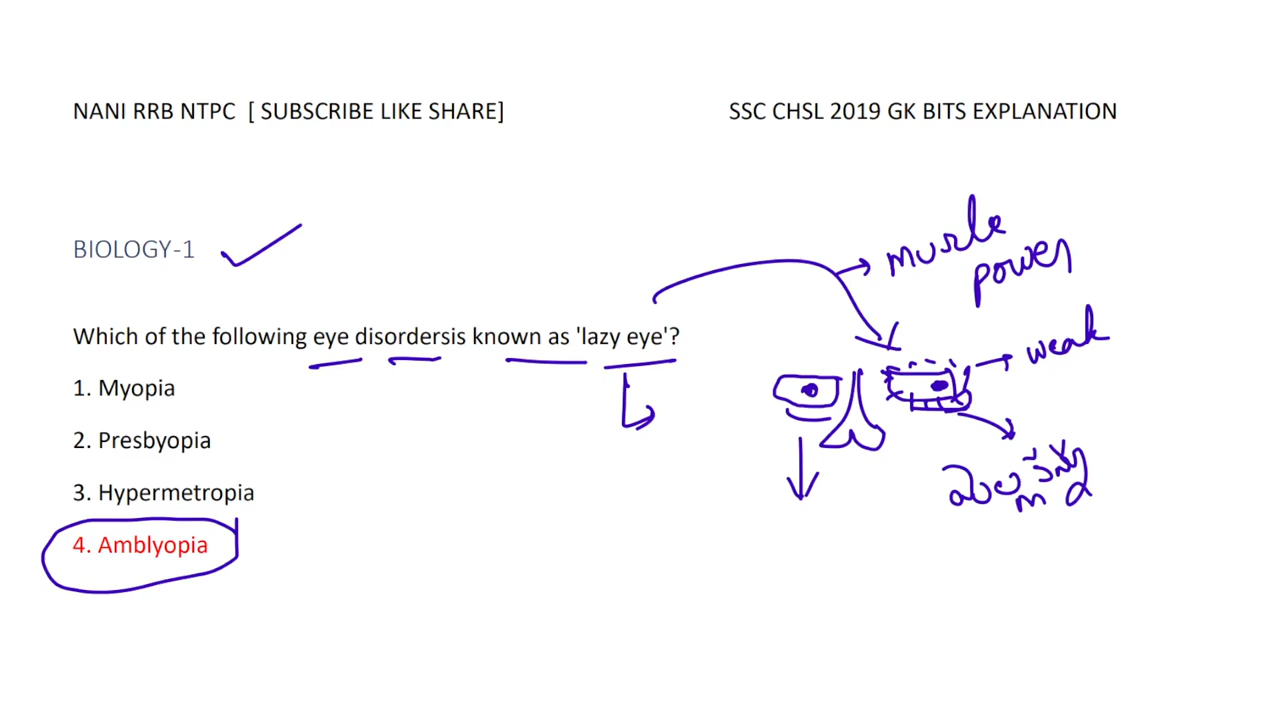 NANI RRB NTPC [ SUBSCRIBE LIKE SHARE]
SSC CHSL 2019 GK BITS EXPLANATION
BIOLOGY-1
muscle
power
Which of the following eye disordersis known as 'lazy eye'?
weak
1. Myopia
2. Presbyopia
3. Hypermetropia
4. Amblyopia